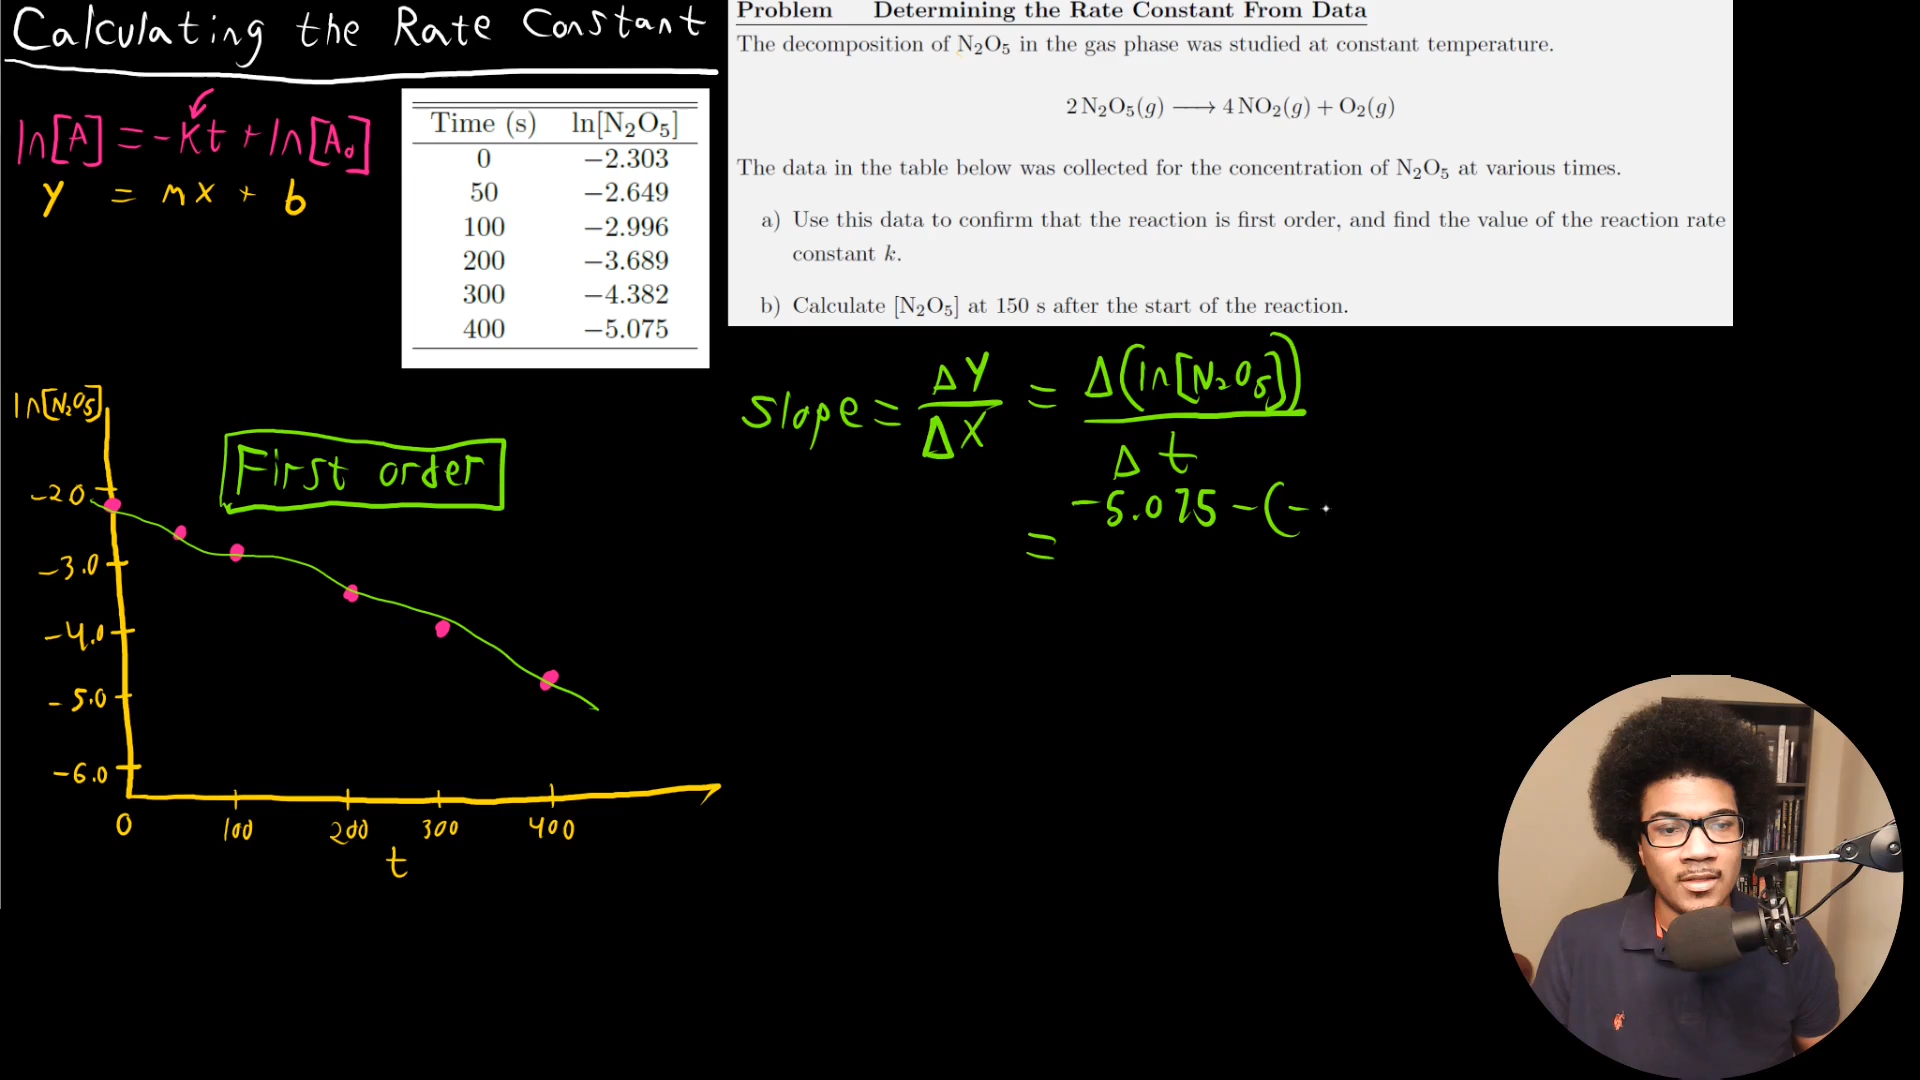 Calculating the Rate Constant
ln[A] = -kt + ln[A₀]
y = mx + b
Time (s) ln[N₂O₅]
0 −2.303
50 −2.649
100 −2.996
200 −3.689
300 −4.382
400 −5.075
Problem Determining the Rate Constant From Data
The decomposition of N₂O₅ in the gas phase was studied at constant temperature.
2 N₂O₅(g) ⟶ 4 NO₂(g) + O₂(g)
The data in the table below was collected for the concentration of N₂O₅ at various times.
a) Use this data to confirm that the reaction is first order, and find the value of the reaction rate
constant k.
b) Calculate [N₂O₅] at 150 s after the start of the reaction.
ln[N₂O₅]
First order
-2.0
-3.0
-4.0
-5.0
-6.0
0 100 200 300 400
t
Slope = ΔY/ΔX = Δ(ln[N₂O₅])/Δt
= -5.075 - (-